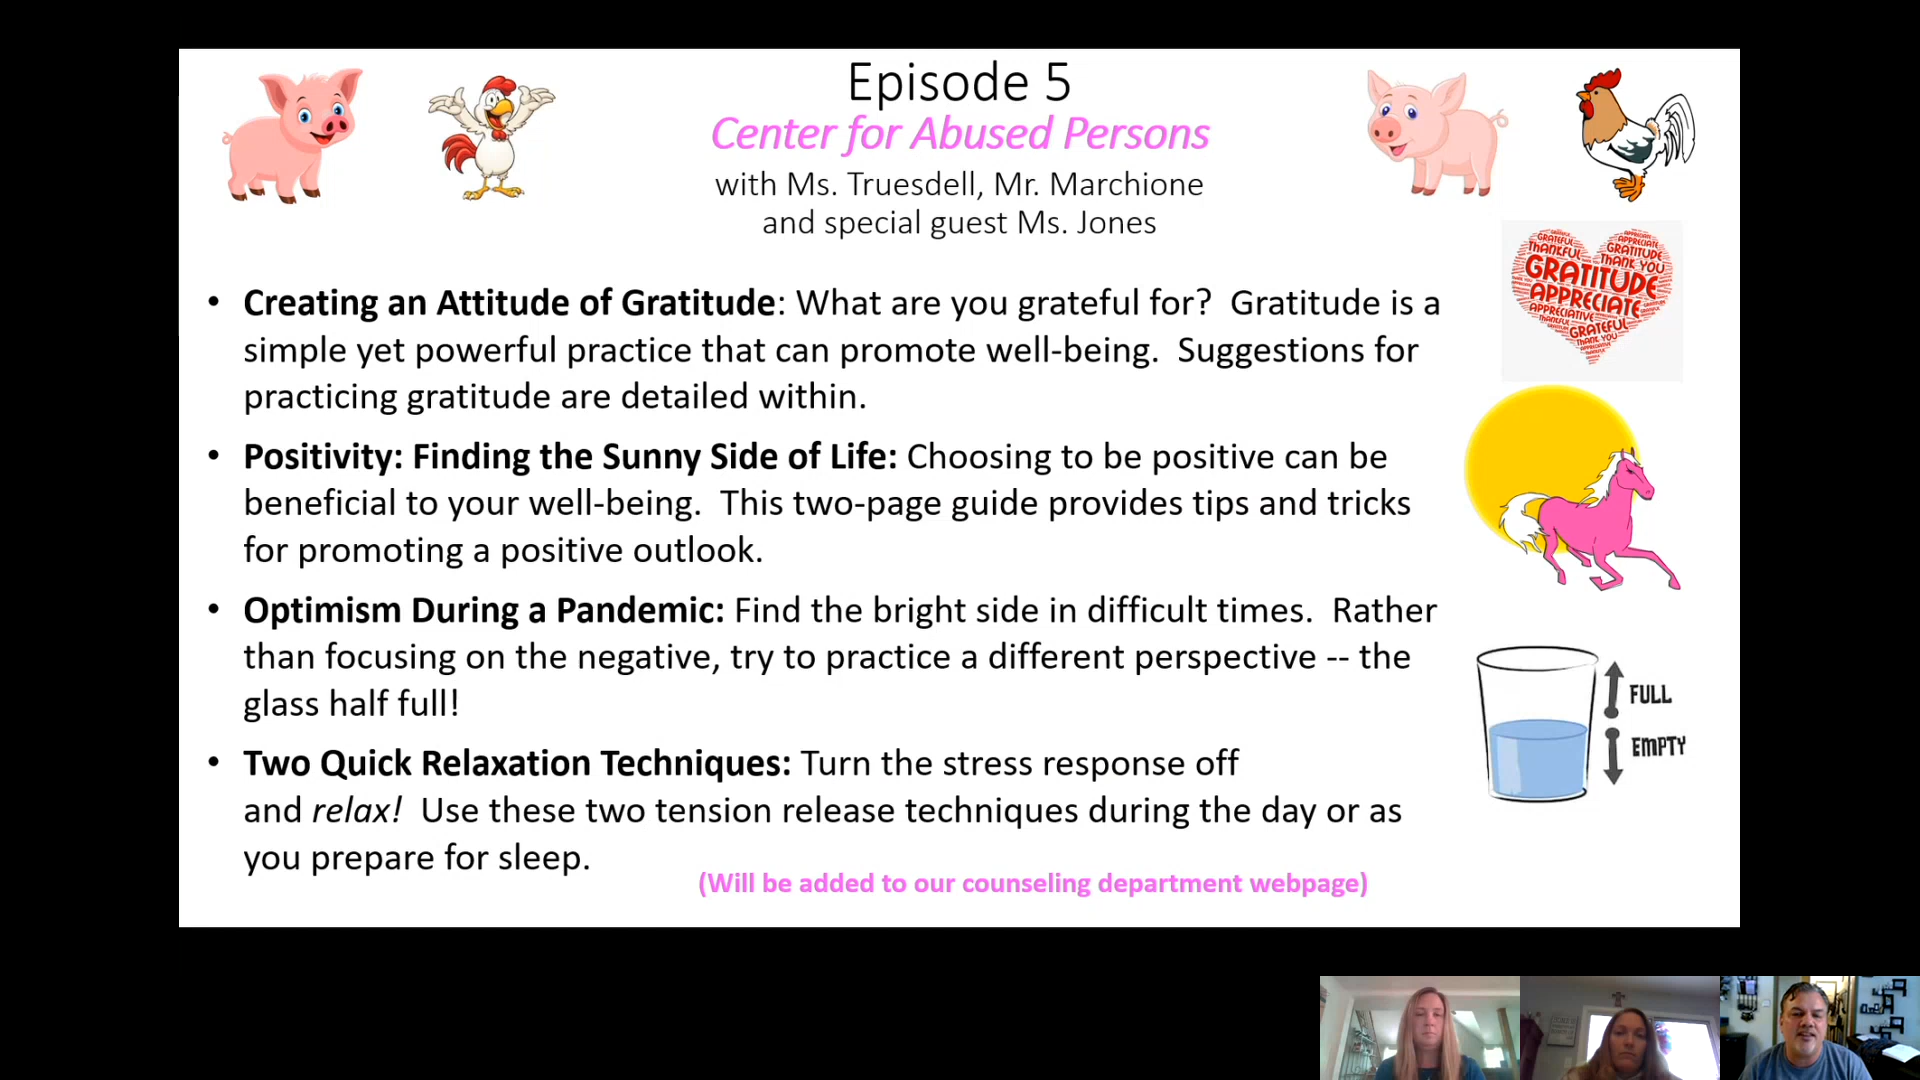 Episode 5
Center for Abused Persons
with Ms. Truesdell, Mr. Marchione
and special guest Ms. Jones
• Creating an Attitude of Gratitude: What are you grateful for?  Gratitude is a
simple yet powerful practice that can promote well-being.  Suggestions for
practicing gratitude are detailed within.
GRATEFUL
THANKFUL
APPRECIATE
GRATITUDE
THANK YOU
GRATITUDE
APPRECIATE
APPRECIATIVE
GRATEFUL
THANK YOU
• Positivity: Finding the Sunny Side of Life: Choosing to be positive can be
beneficial to your well-being.  This two-page guide provides tips and tricks
for promoting a positive outlook.
• Optimism During a Pandemic: Find the bright side in difficult times.  Rather
than focusing on the negative, try to practice a different perspective -- the
glass half full!
FULL
EMPTY
• Two Quick Relaxation Techniques: Turn the stress response off
and relax!  Use these two tension release techniques during the day or as
you prepare for sleep.
(Will be added to our counseling department webpage)